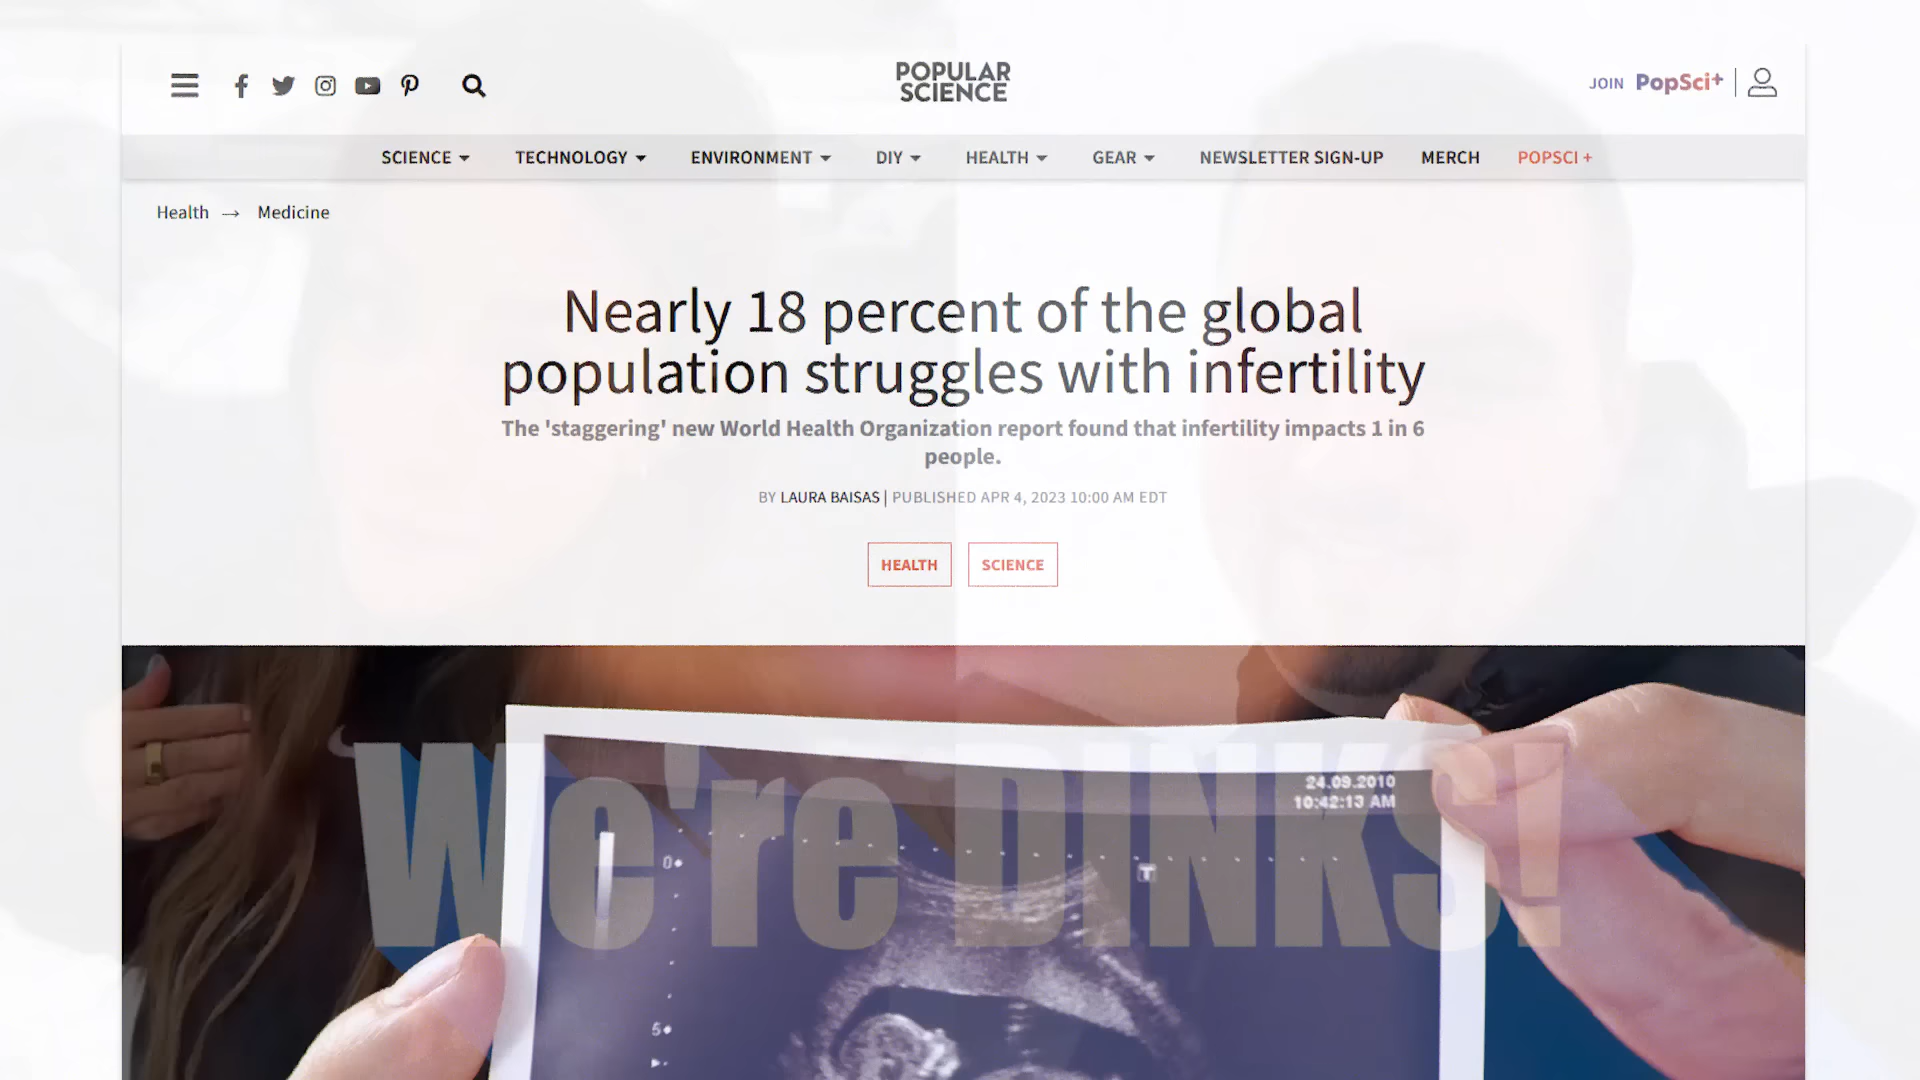 POPULAR
SCIENCE
JOIN PopSci+
SCIENCE TECHNOLOGY ENVIRONMENT DIY HEALTH GEAR NEWSLETTER SIGN-UP MERCH POPSCI +
Health → Medicine
Nearly 18 percent of the global
population struggles with infertility
The 'staggering' new World Health Organization report found that infertility impacts 1 in 6
people.
BY LAURA BAISAS | PUBLISHED APR 4, 2023 10:00 AM EDT
HEALTH SCIENCE
24.09.2010
10:42:13 AM
We're DINKS!
0
T
5